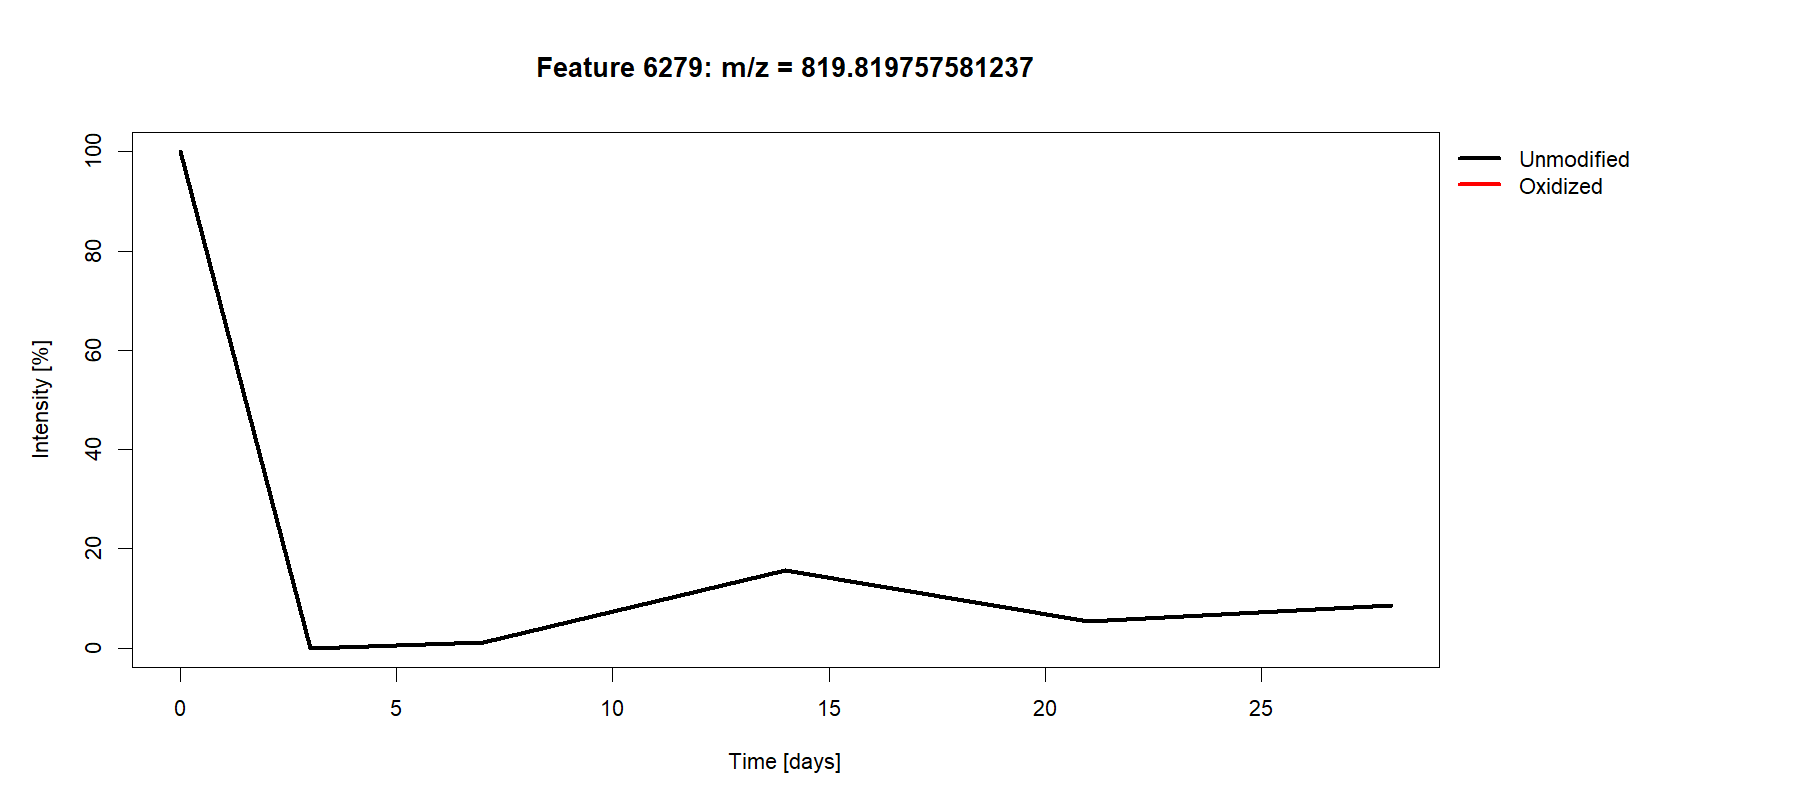 Feature 6279: m/z = 819.819757581237
Unmodified
Oxidized
Intensity [%]
100
80
60
40
20
0
0 5 10 15 20 25
Time [days]